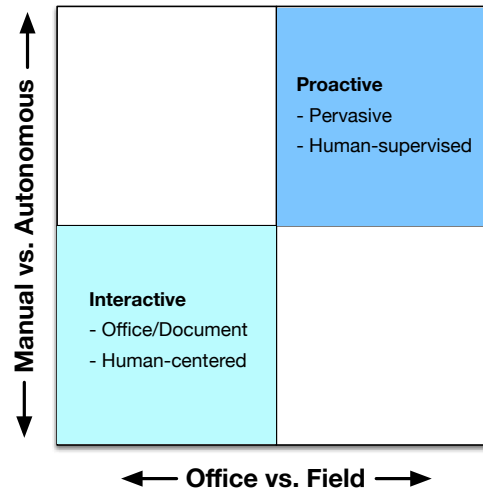 Manual vs. Autonomous
Proactive
- Pervasive
- Human-supervised
Interactive
- Office/Document
- Human-centered
Office vs. Field